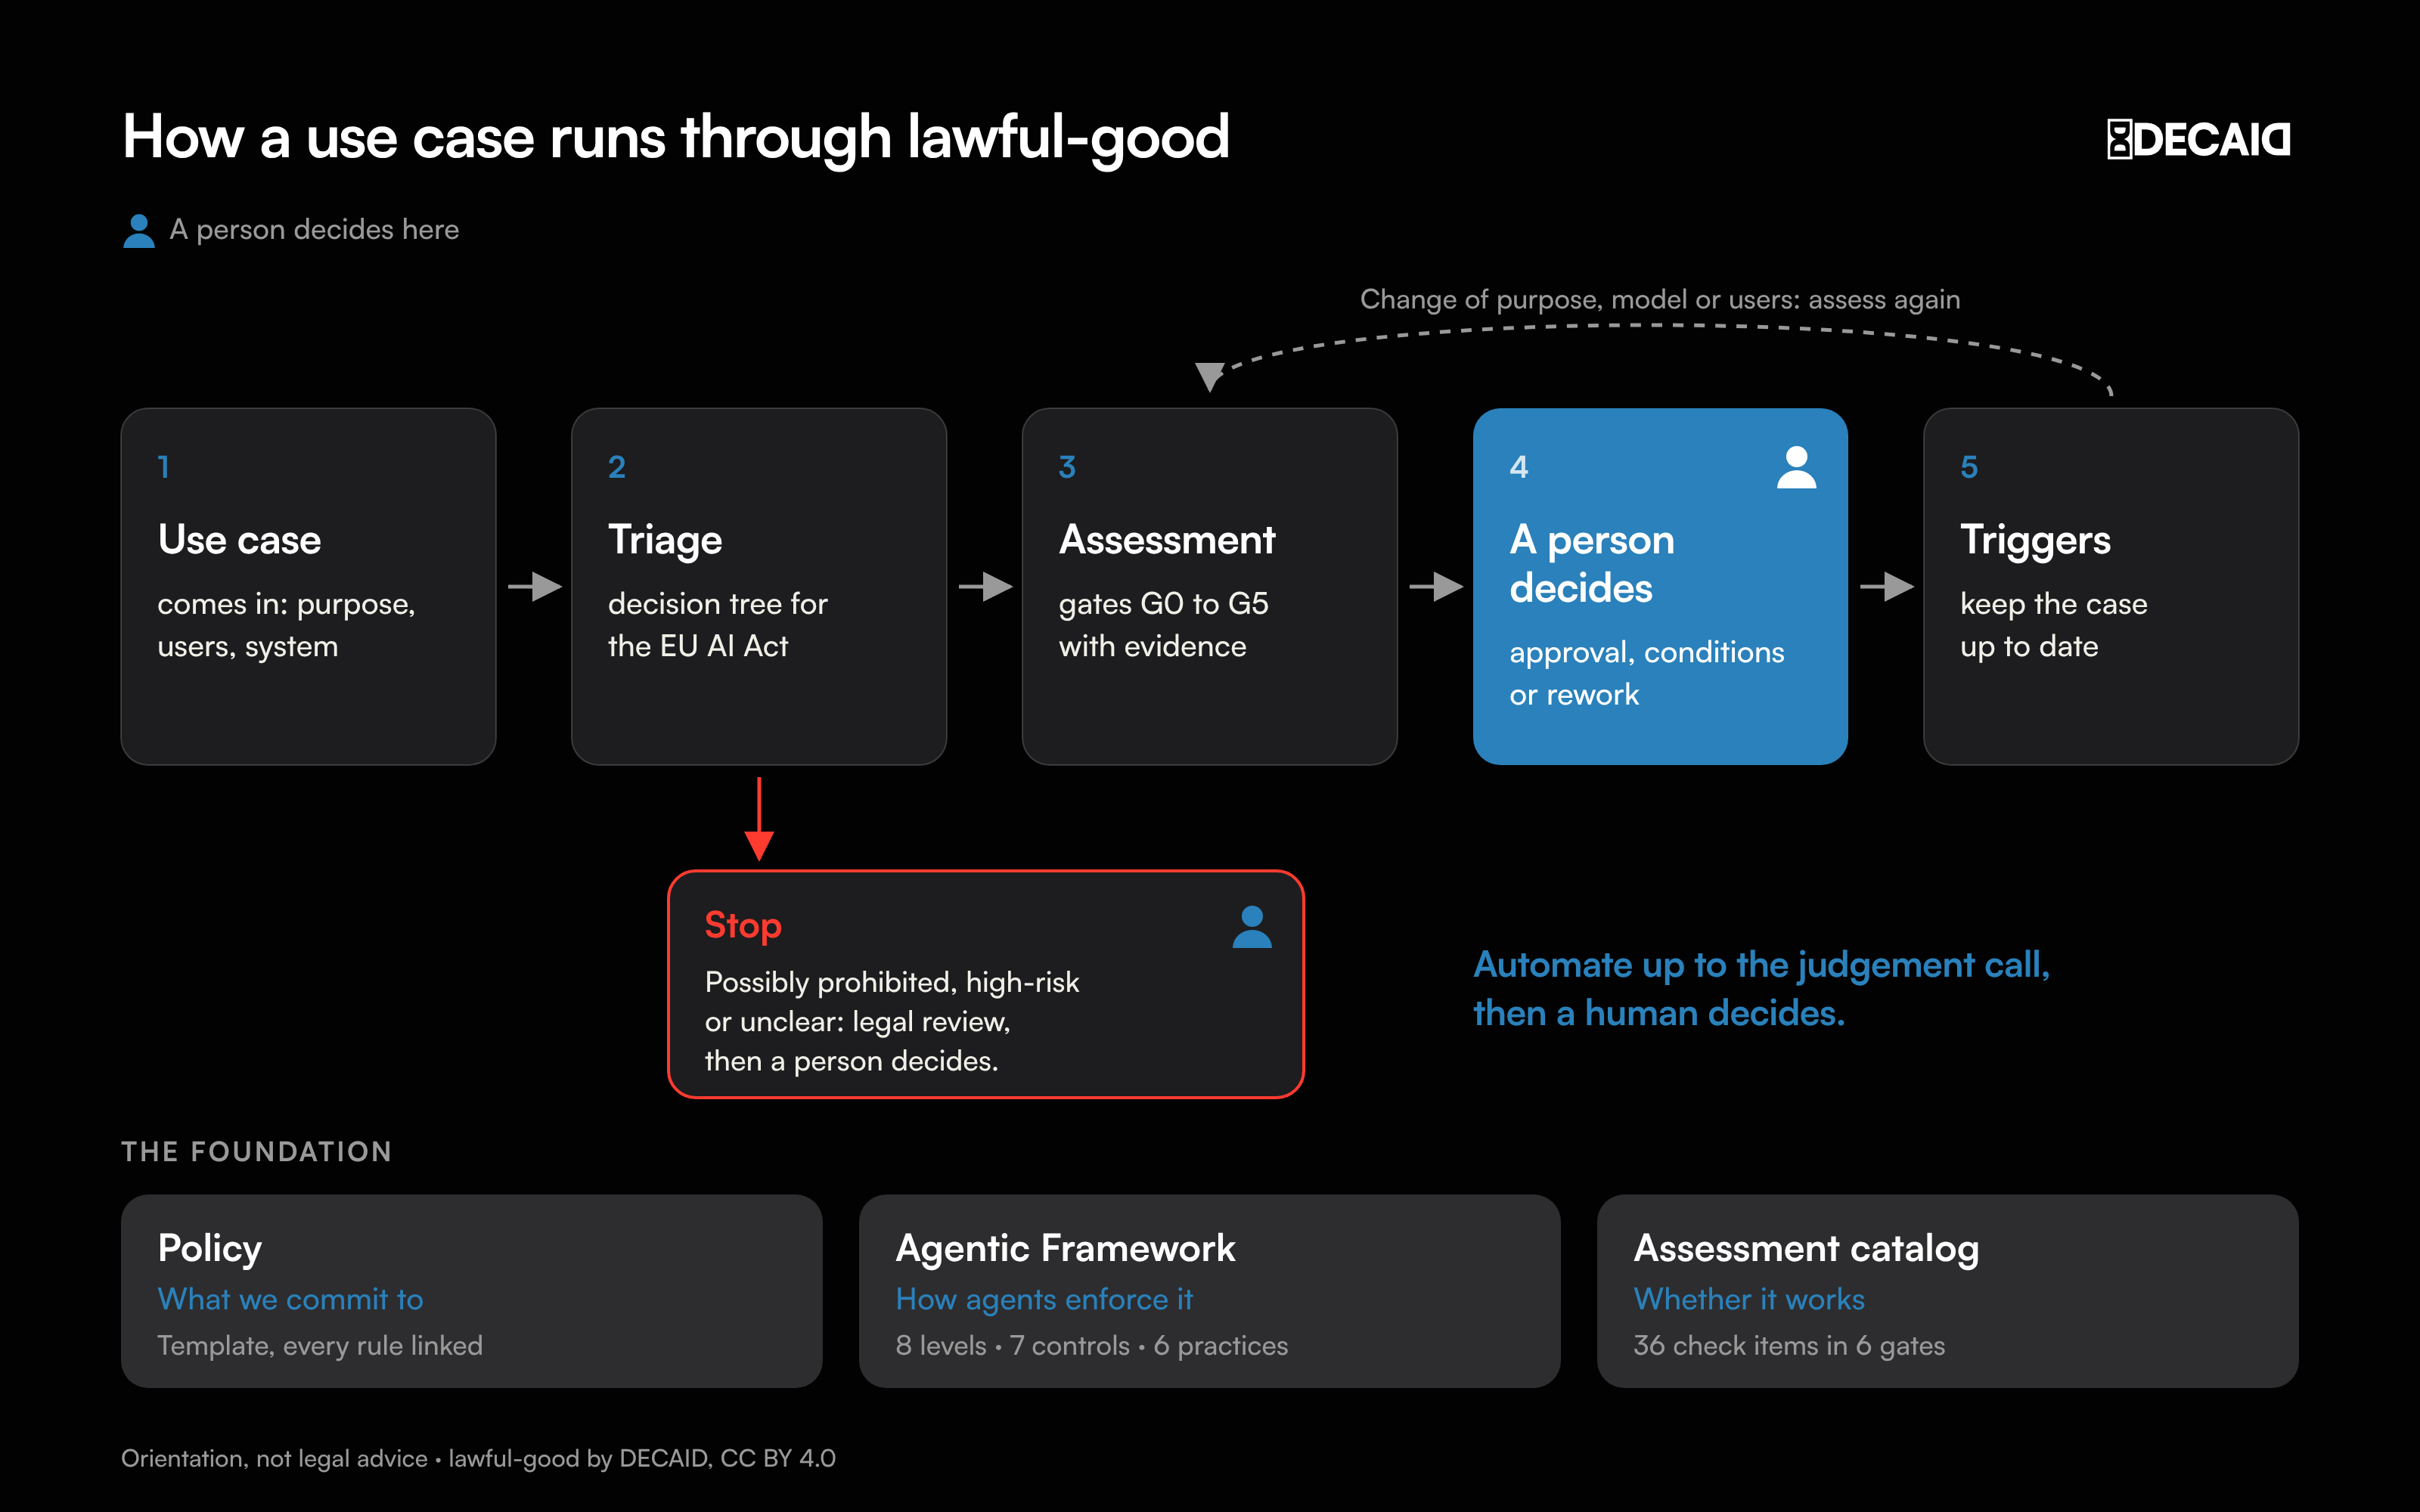 How a use case runs through lawful-good
DECAID
A person decides here
Change of purpose, model or users: assess again
1
Use case
comes in: purpose,
users, system
2
Triage
decision tree for
the EU AI Act
3
Assessment
gates G0 to G5
with evidence
4
A person
decides
approval, conditions
or rework
5
Triggers
keep the case
up to date
Stop
Possibly prohibited, high-risk
or unclear: legal review,
then a person decides.
Automate up to the judgement call,
then a human decides.
THE FOUNDATION
Policy
What we commit to
Template, every rule linked
Agentic Framework
How agents enforce it
8 levels · 7 controls · 6 practices
Assessment catalog
Whether it works
36 check items in 6 gates
Orientation, not legal advice · lawful-good by DECAID, CC BY 4.0